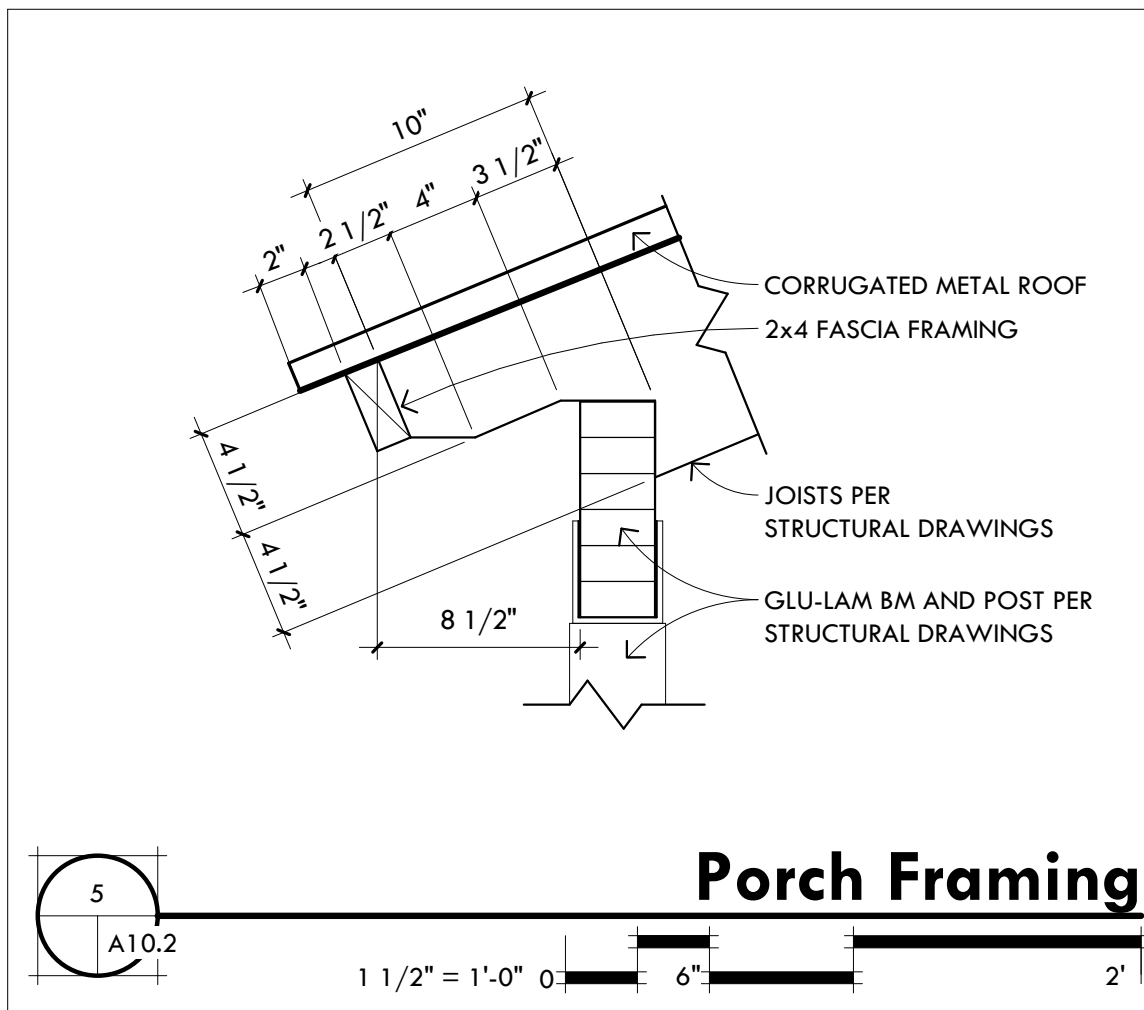 10"
3 1/2"
4"
2 1/2"
2"
CORRUGATED METAL ROOF
2x4 FASCIA FRAMING
4 1/2"
4 1/2"
JOISTS PER
STRUCTURAL DRAWINGS
8 1/2"
GLU-LAM BM AND POST PER
STRUCTURAL DRAWINGS
Porch Framing
5
A10.2
1 1/2" = 1'-0" 0 6" 2'